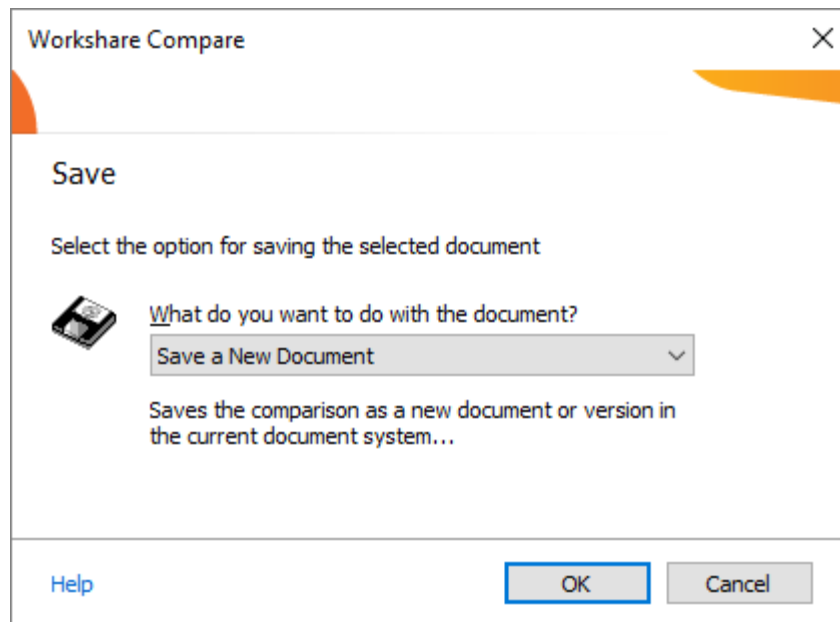 Workshare Compare
Save
Select the option for saving the selected document
What do you want to do with the document?
Save a New Document
Saves the comparison as a new document or version in
the current document system...
Help
OK
Cancel